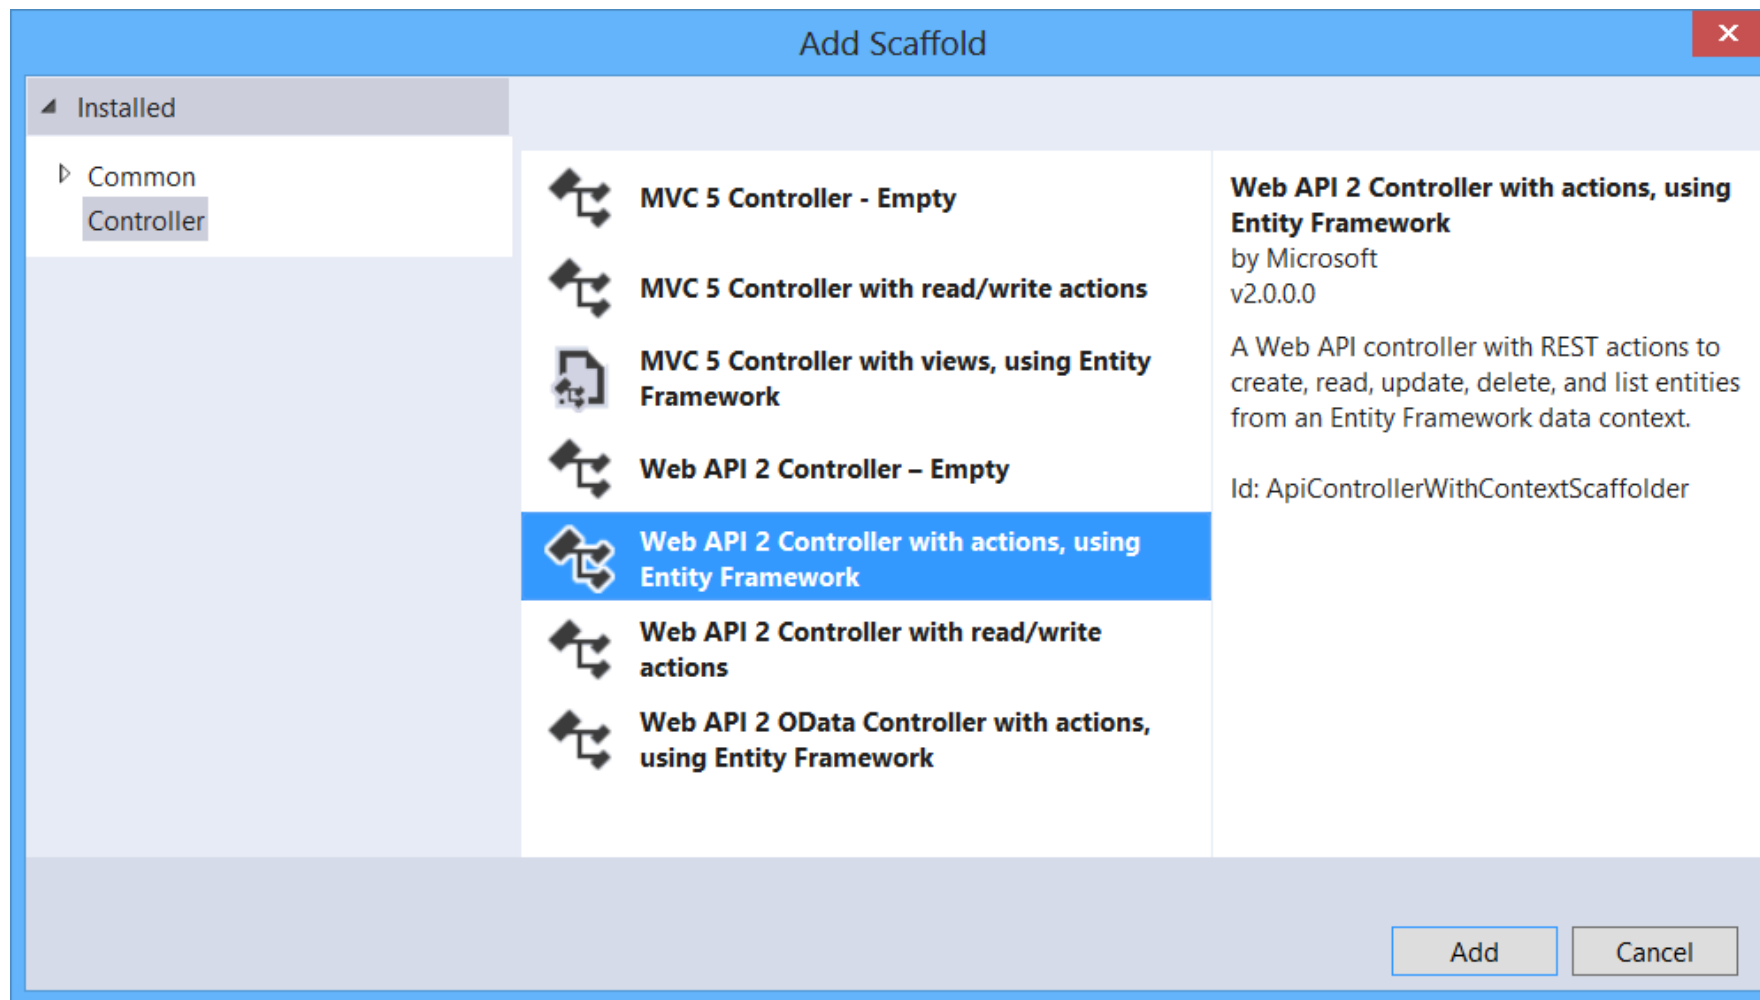 Add Scaffold
Installed
Common
Controller
MVC 5 Controller - Empty
MVC 5 Controller with read/write actions
MVC 5 Controller with views, using Entity
Framework
Web API 2 Controller – Empty
Web API 2 Controller with actions, using
Entity Framework
Web API 2 Controller with read/write
actions
Web API 2 OData Controller with actions,
using Entity Framework
Web API 2 Controller with actions, using
Entity Framework
by Microsoft
v2.0.0.0
A Web API controller with REST actions to
create, read, update, delete, and list entities
from an Entity Framework data context.
Id: ApiControllerWithContextScaffolder
Add
Cancel